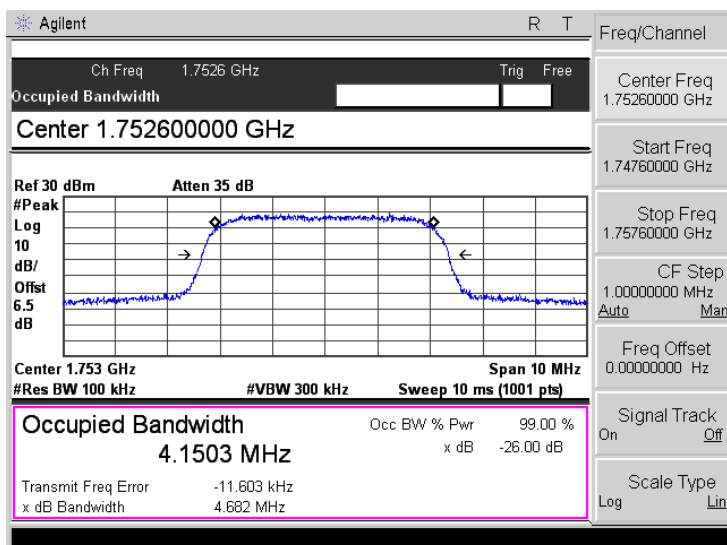 Agilent
R T
Ch Freq 1.7526 GHz
Trig Free
Occupied Bandwidth
Center 1.752600000 GHz
Ref 30 dBm
Atten 35 dB
#Peak
Log
10
dB/
Offst
6.5
dB
Center 1.753 GHz
Span 10 MHz
#Res BW 100 kHz
#VBW 300 kHz
Sweep 10 ms (1001 pts)
Occupied Bandwidth
4.1503 MHz
Occ BW % Pwr 99.00 %
x dB -26.00 dB
Transmit Freq Error -11.603 kHz
x dB Bandwidth 4.682 MHz
Freq/Channel
Center Freq
1.75260000 GHz
Start Freq
1.74760000 GHz
Stop Freq
1.75760000 GHz
CF Step
1.00000000 MHz
Auto Man
Freq Offset
0.00000000 Hz
Signal Track
On Off
Scale Type
Log Lin